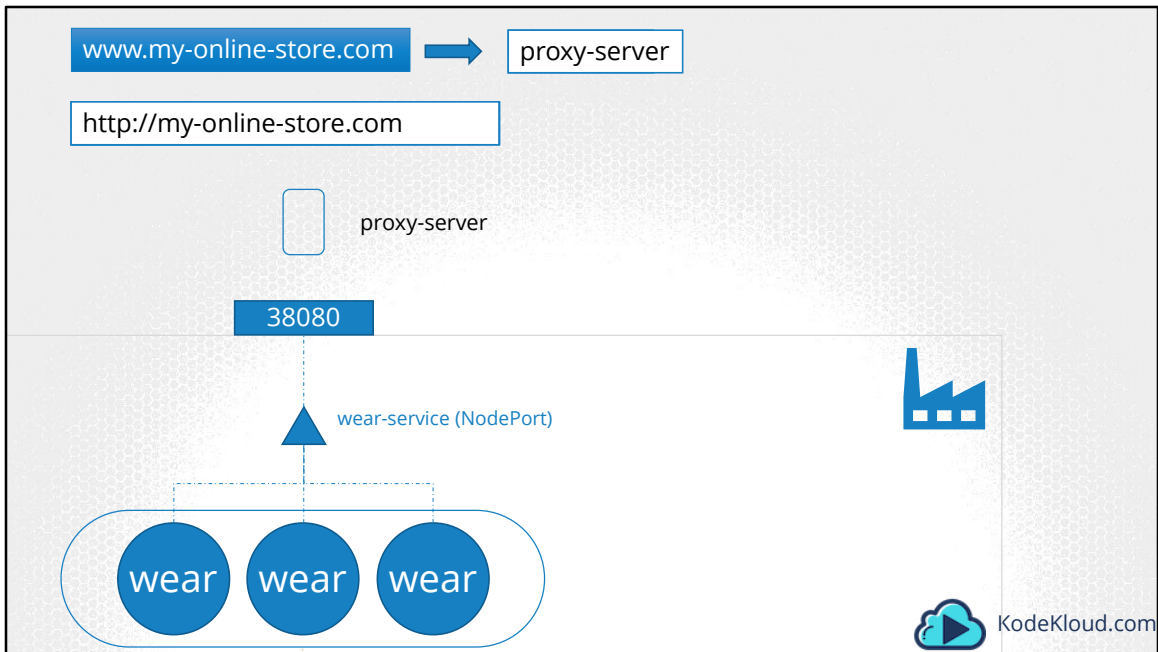 www.my-online-store.com
proxy-server
http://my-online-store.com
proxy-server
38080
wear-service (NodePort)
wear wear wear
KodeKloud.com